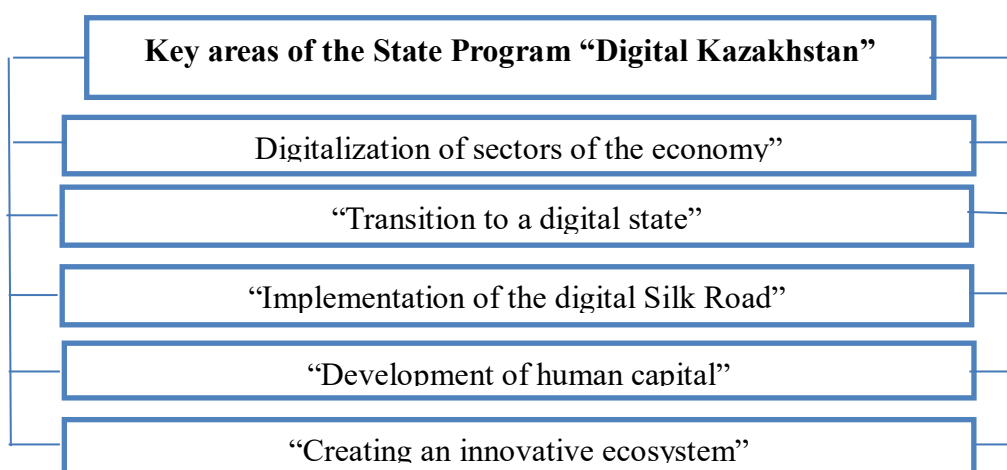 Key areas of the State Program “Digital Kazakhstan”
Digitalization of sectors of the economy”
“Transition to a digital state”
“Implementation of the digital Silk Road”
“Development of human capital”
“Creating an innovative ecosystem”